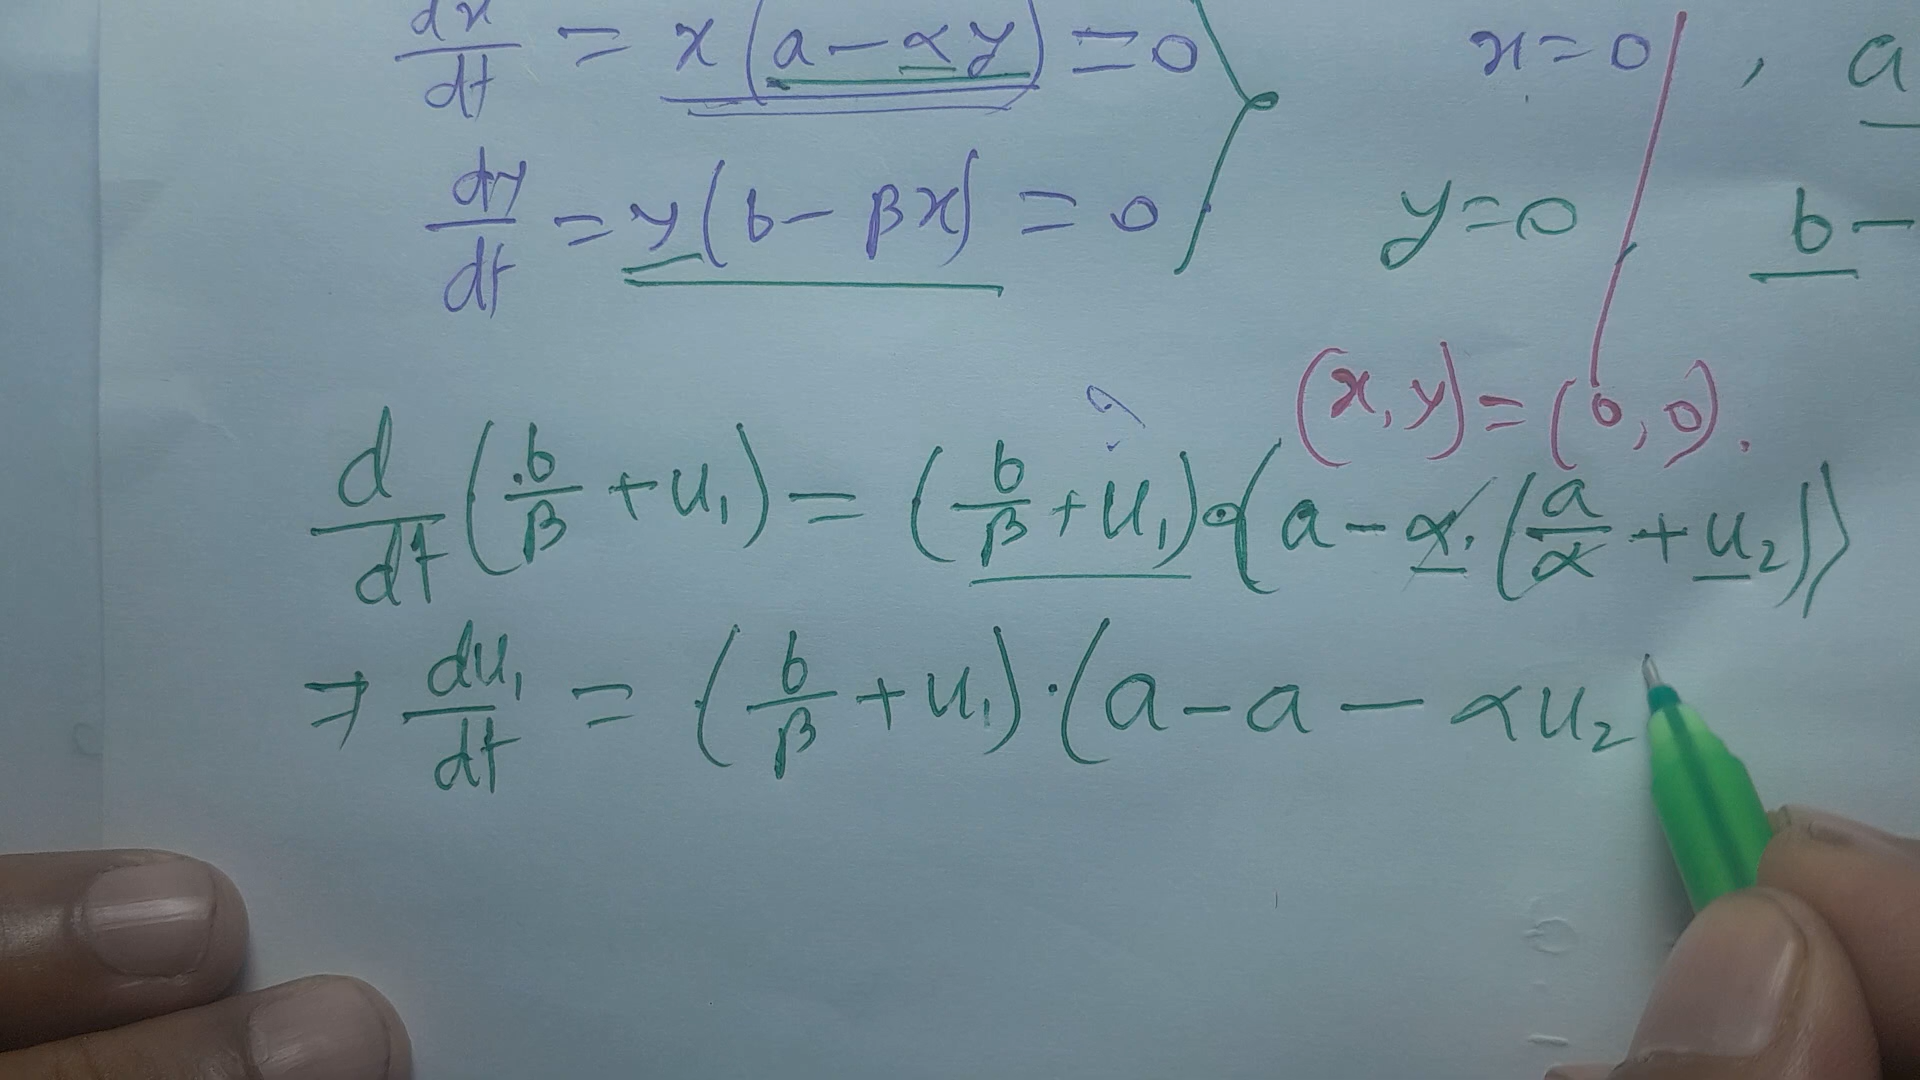 dx/dt = x(a - αy) = 0   x = 0 , a
dy/dt = y(b - βx) = 0   y = 0   b -
(x, y) = (0, 0).
d/dt (b/β + u₁) = (b/β + u₁)·(a - α·(a/α + u₂))
⇒ du₁/dt = (b/β + u₁)·(a - a - αu₂